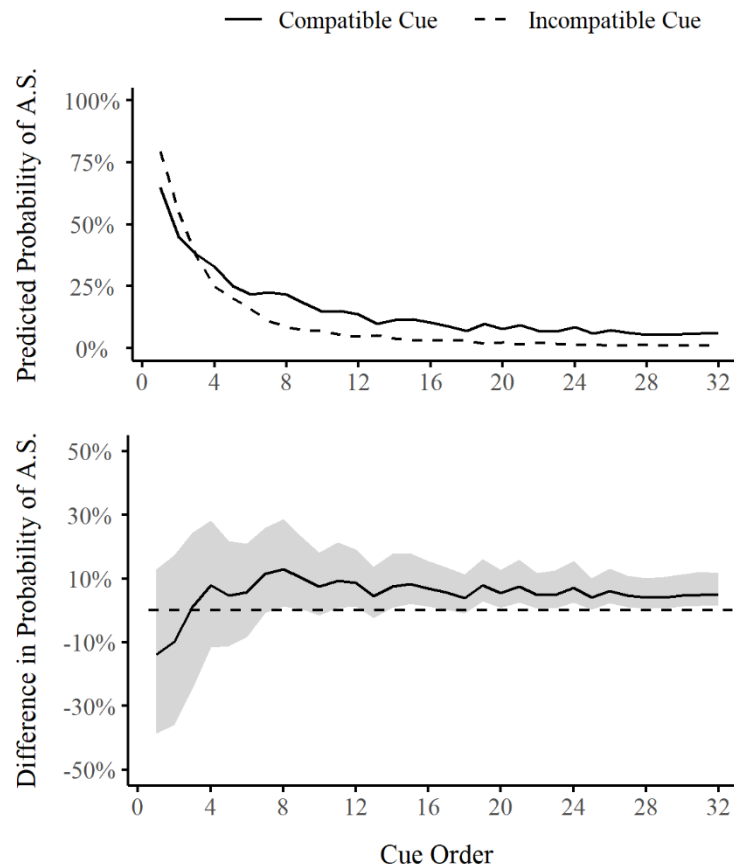 Compatible Cue
Incompatible Cue
Predicted Probability of A.S.
100%
75%
50%
25%
0%
0 4 8 12 16 20 24 28 32
Difference in Probability of A.S.
50%
30%
10%
-10%
-30%
-50%
0 4 8 12 16 20 24 28 32
Cue Order